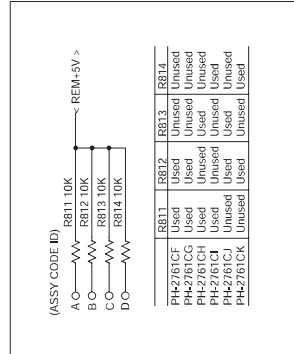 (ASSY CODE ID)
A R811 10K
B R812 10K < REM+5V >
C R813 10K
D R814 10K
R811 R812 R813 R814
PH-2761CF Used Used Unused Unused
PH-2761CG Used Used Used Unused
PH-2761CH Used Unused Used Unused
PH-2761CI Used Unused Unused Used
PH-2761CJ Unused Used Used Unused
PH-2761CK Unused Used Unused Used